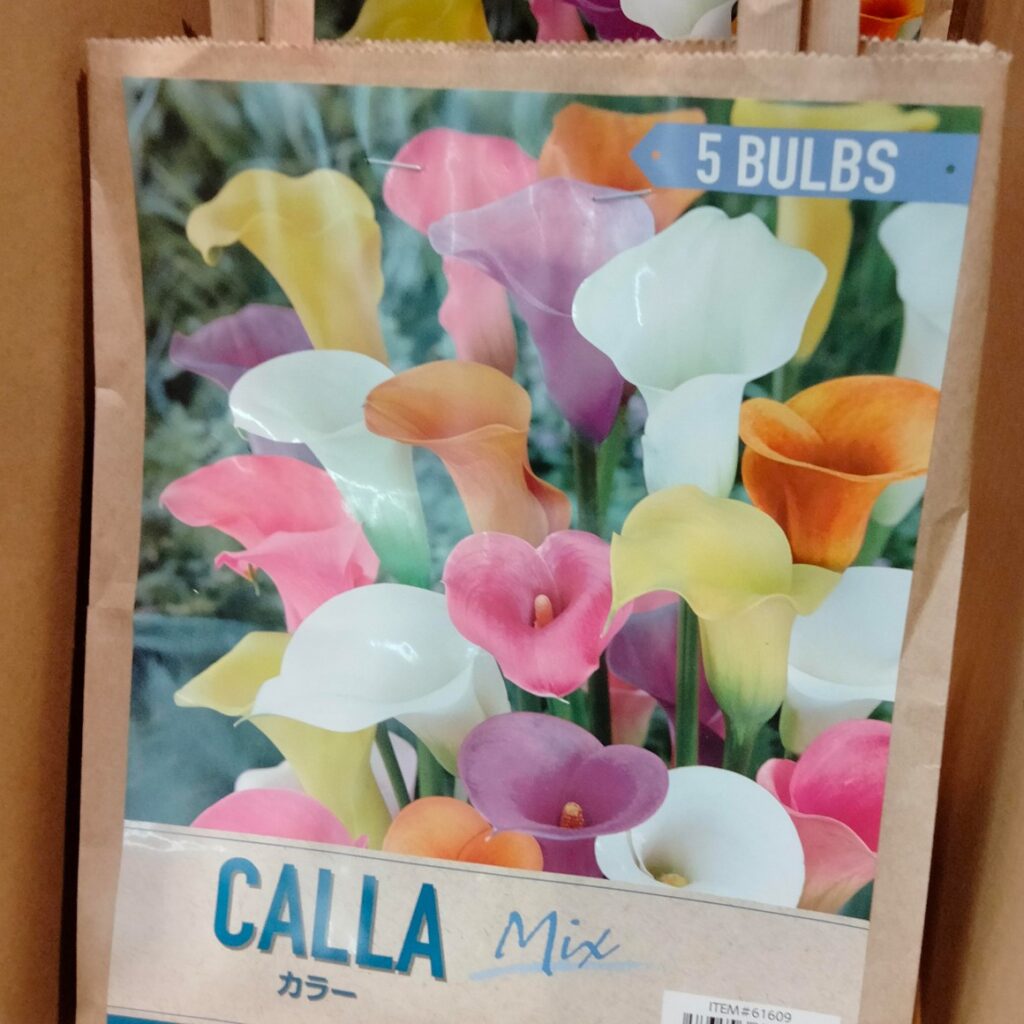 5 BULBS
CALLA Mix
カラー
ITEM#61609